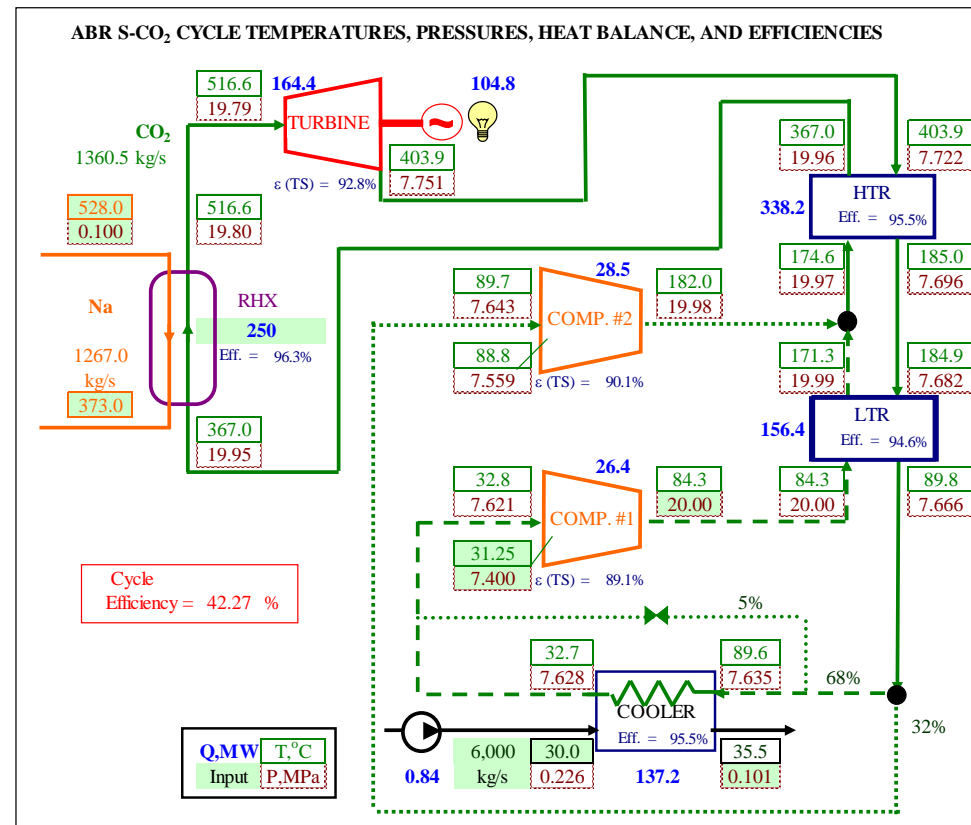 ABR S-CO2 CYCLE TEMPERATURES, PRESSURES, HEAT BALANCE, AND EFFICIENCIES
516.6
19.79
164.4
TURBINE
~
104.8
ε (TS) = 92.8%
403.9
7.751
367.0
19.96
403.9
7.722
CO2
1360.5 kg/s
528.0
0.100
516.6
19.80
HTR
Eff. = 95.5%
338.2
174.6
19.97
185.0
7.696
Na
1267.0
kg/s
373.0
RHX
250
Eff. = 96.3%
367.0
19.95
89.7
7.643
28.5
COMP. #2
182.0
19.98
88.8
7.559
ε (TS) = 90.1%
171.3
19.99
184.9
7.682
LTR
Eff. = 94.6%
156.4
32.8
7.621
26.4
COMP. #1
84.3
20.00
84.3
20.00
89.8
7.666
31.25
7.400
ε (TS) = 89.1%
Cycle
Efficiency = 42.27 %
5%
32.7
7.628
89.6
7.635
68%
COOLER
Eff. = 95.5%
32%
Q,MW T,°C
Input P,MPa
0.84
6,000
kg/s
30.0
0.226
137.2
35.5
0.101